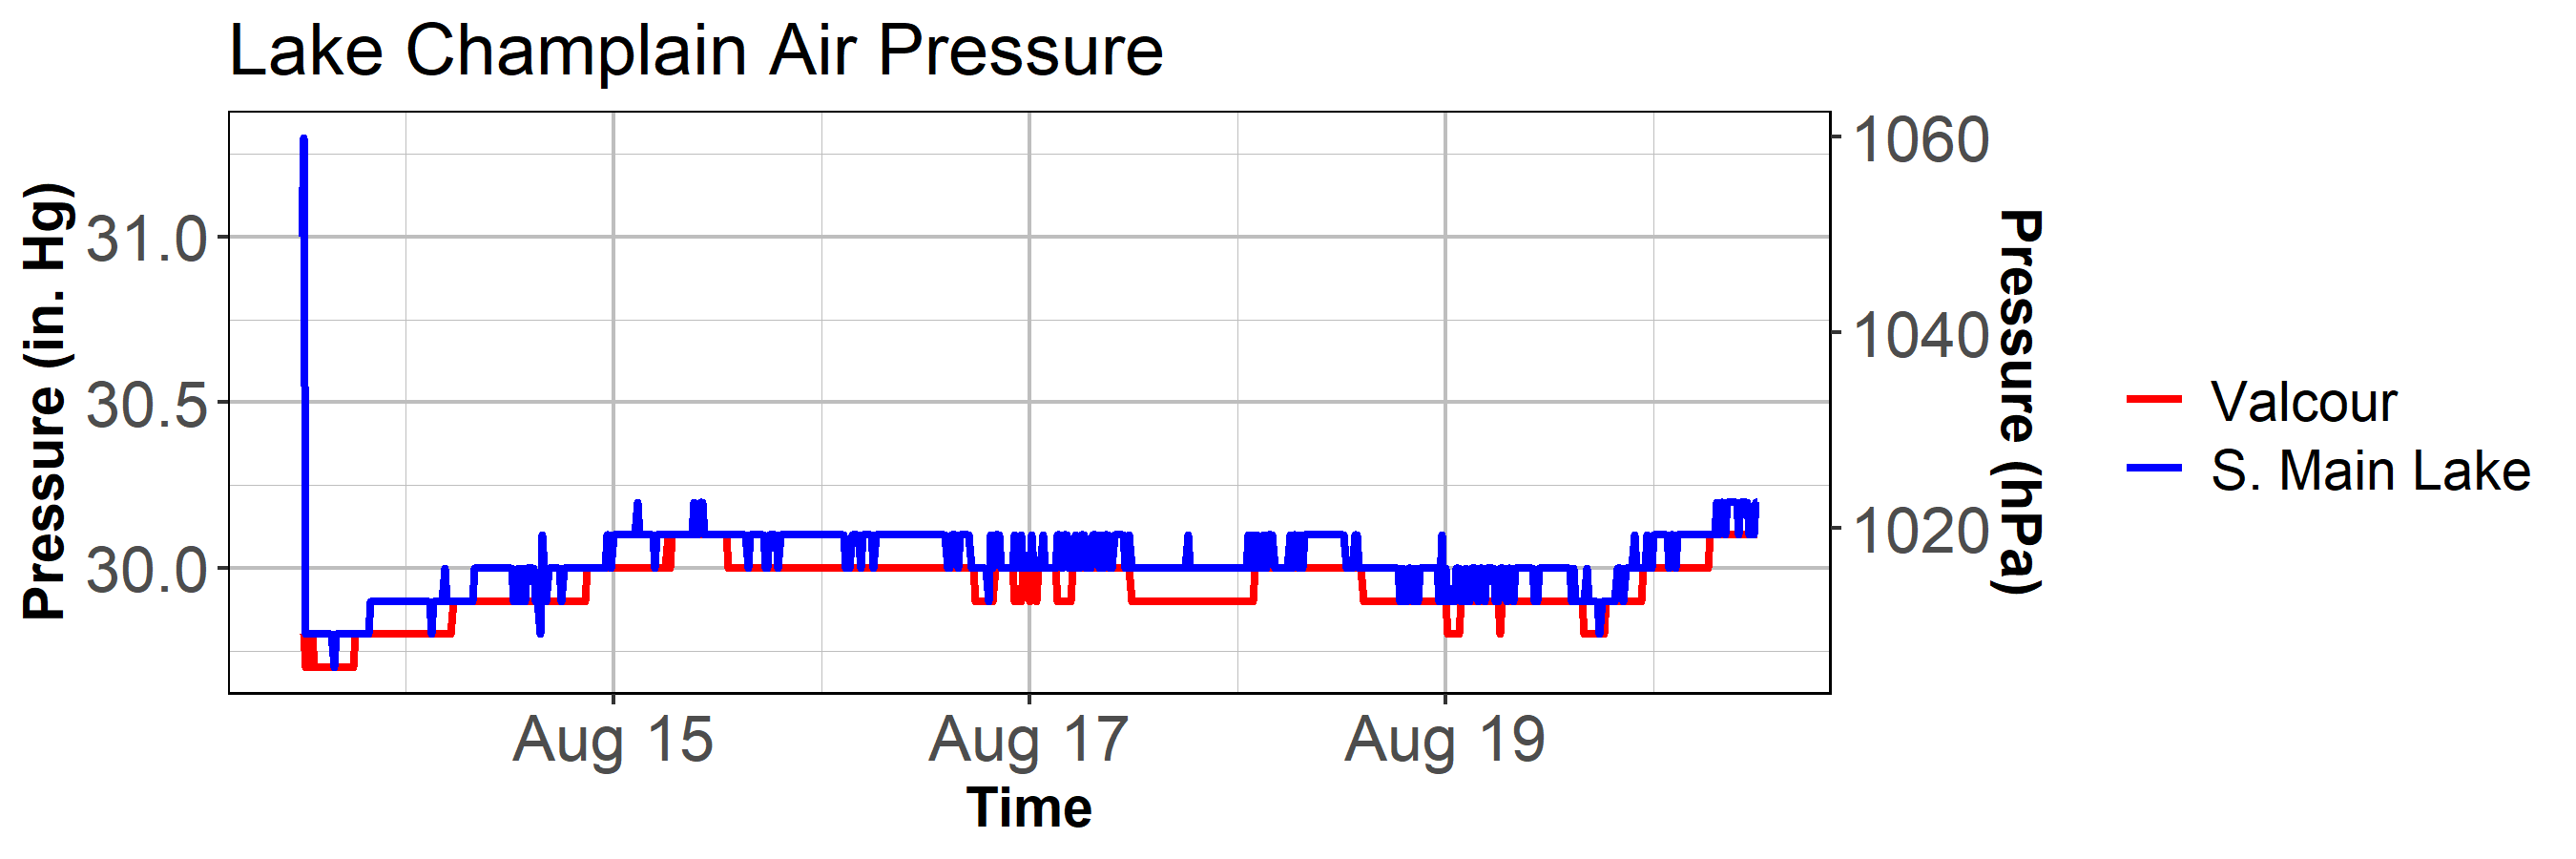 Lake Champlain Air Pressure
Pressure (in. Hg)
31.0
30.5
30.0
1060
1040
1020
Pressure (hPa)
Aug 15
Aug 17
Aug 19
Time
Valcour
S. Main Lake